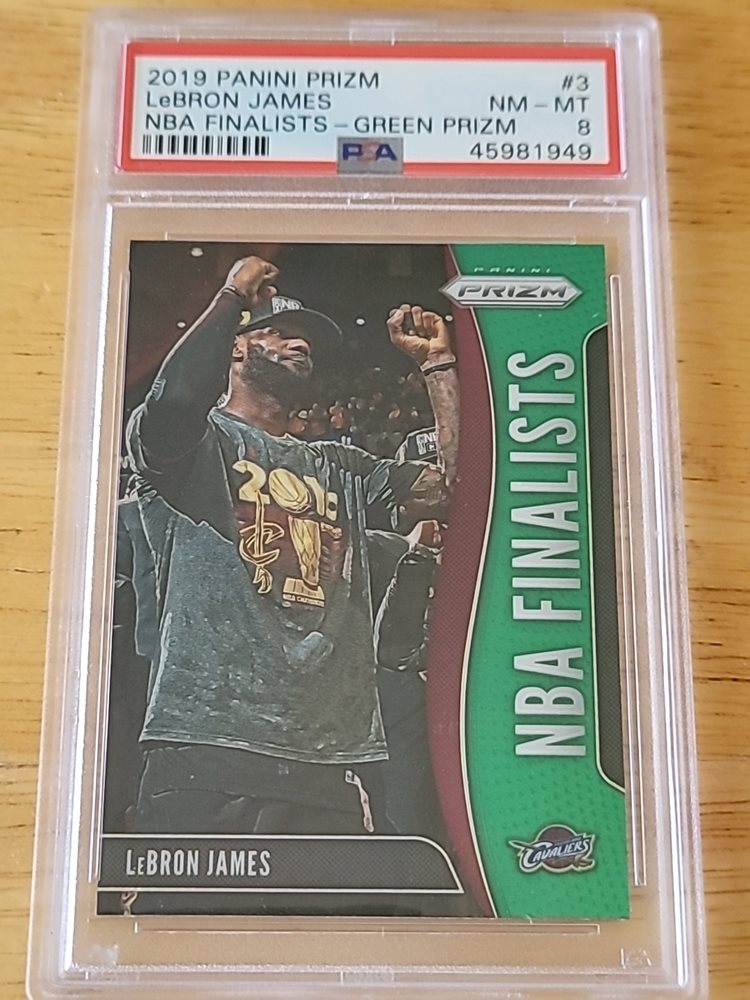 2019 PANINI PRIZM #3
LeBRON JAMES NM - MT
NBA FINALISTS - GREEN PRIZM 8
PSA 45981949
PANINI
PRIZM
NBA FINALISTS
2016
CAVALIERS
LEBRON JAMES